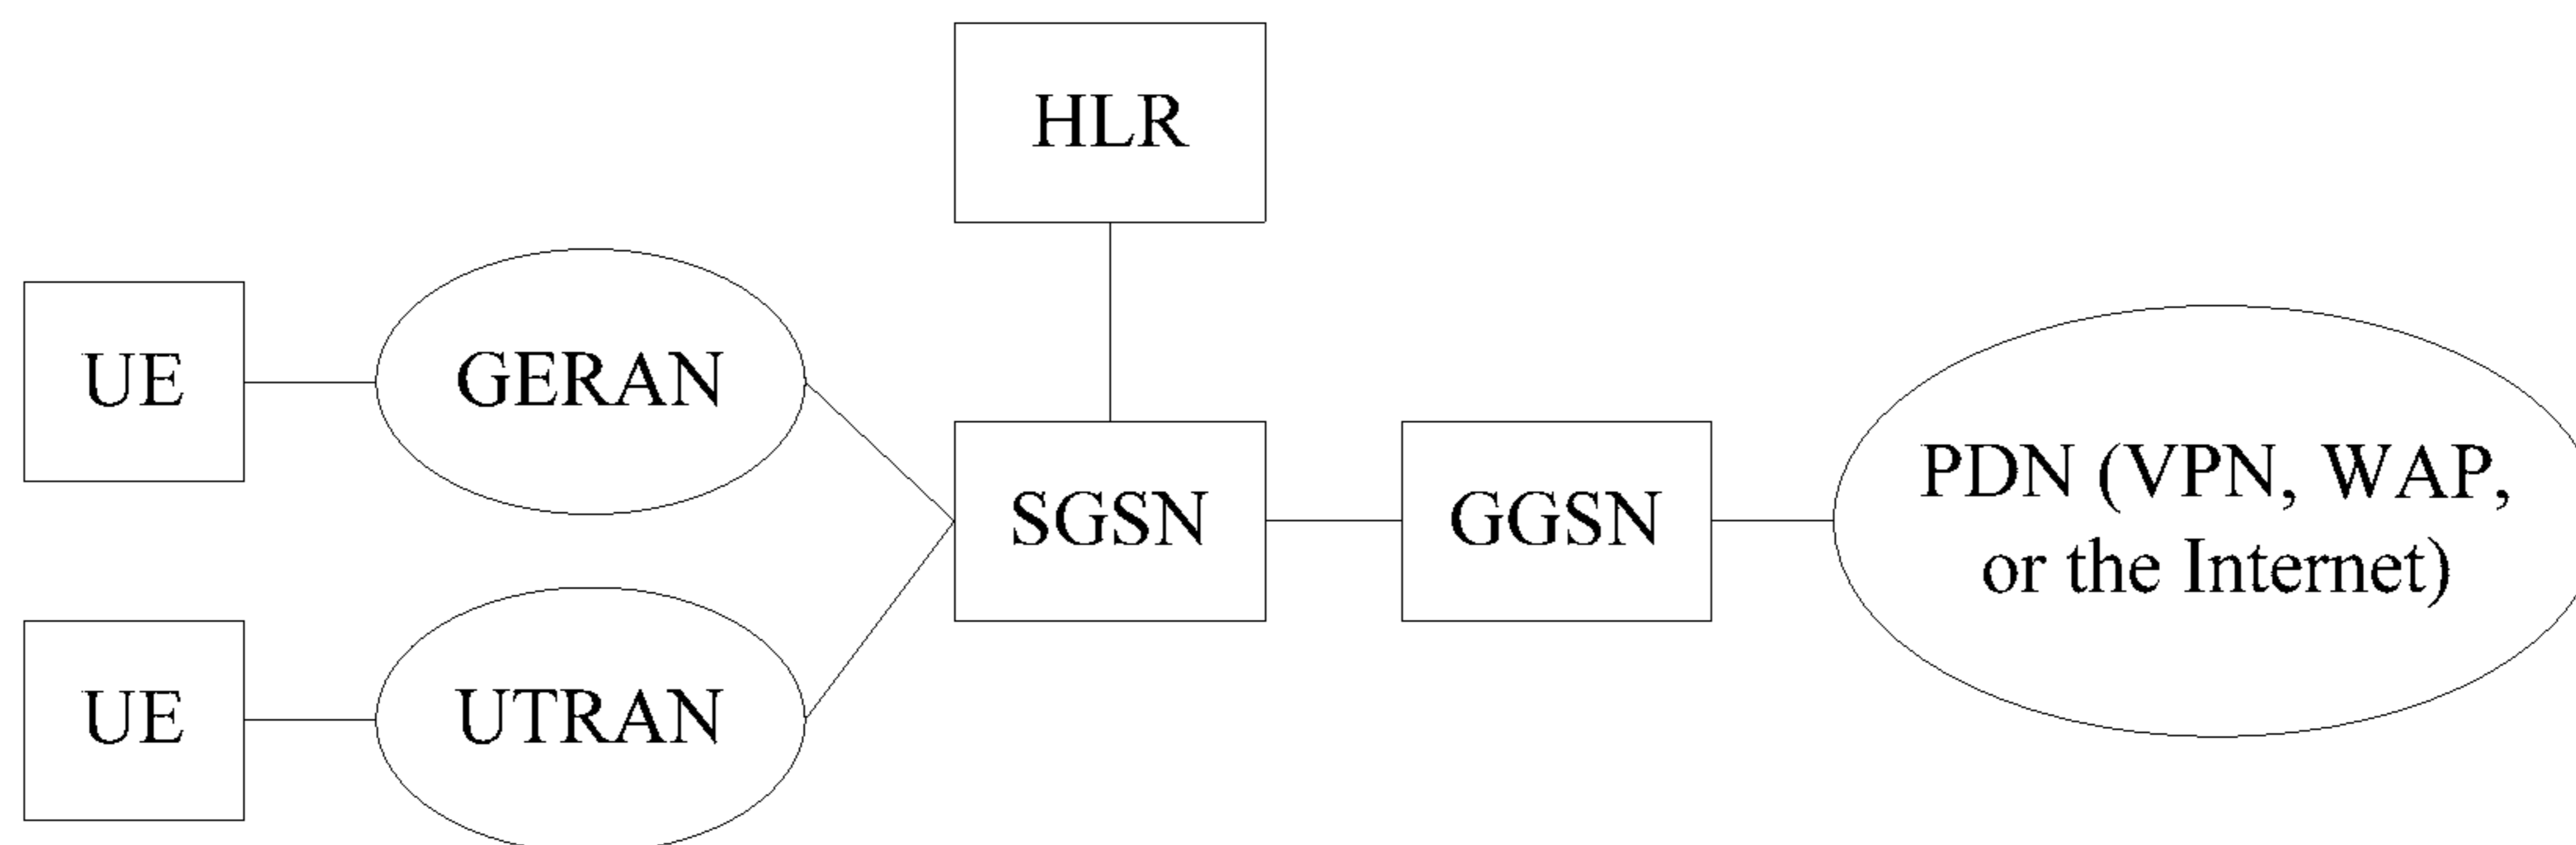 HLR
UE
GERAN
SGSN
GGSN
PDN (VPN, WAP,
or the Internet)
UE
UTRAN